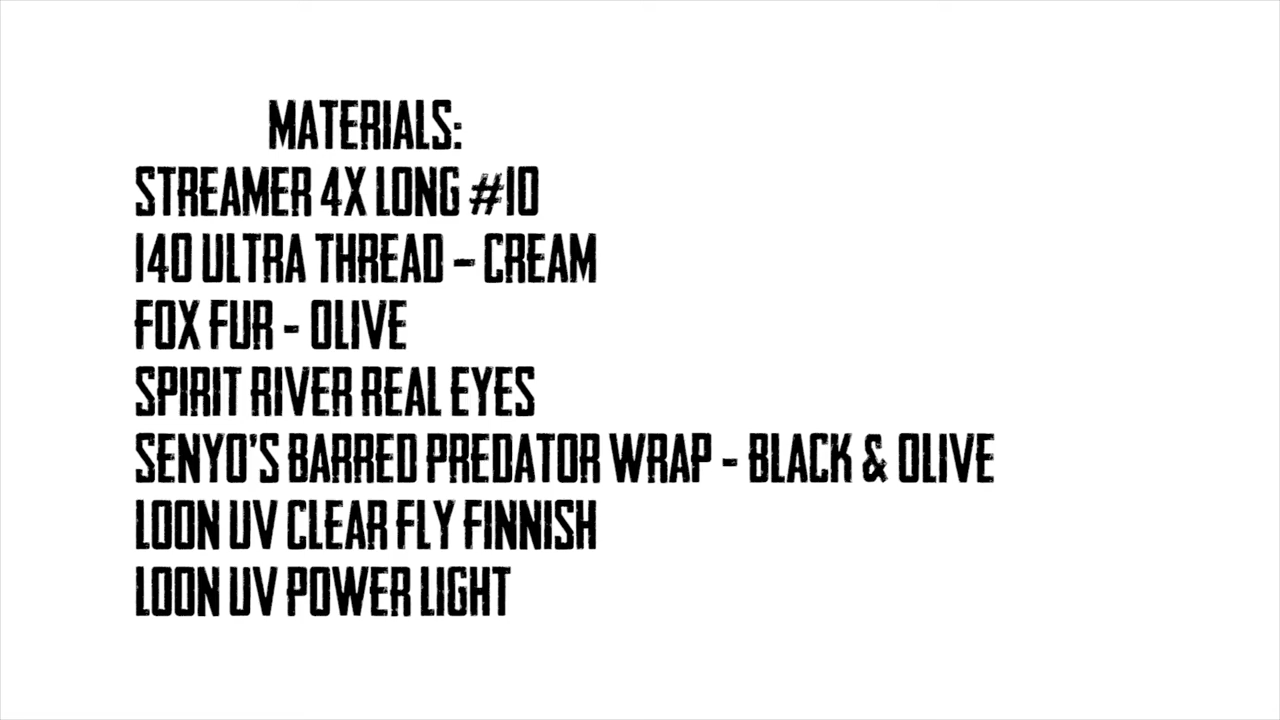 MATERIALS:
STREAMER 4X LONG #10
140 ULTRA THREAD - CREAM
FOX FUR - OLIVE
SPIRIT RIVER REAL EYES
SENYO'S BARRED PREDATOR WRAP - BLACK & OLIVE
LOON UV CLEAR FLY FINNISH
LOON UV POWER LIGHT